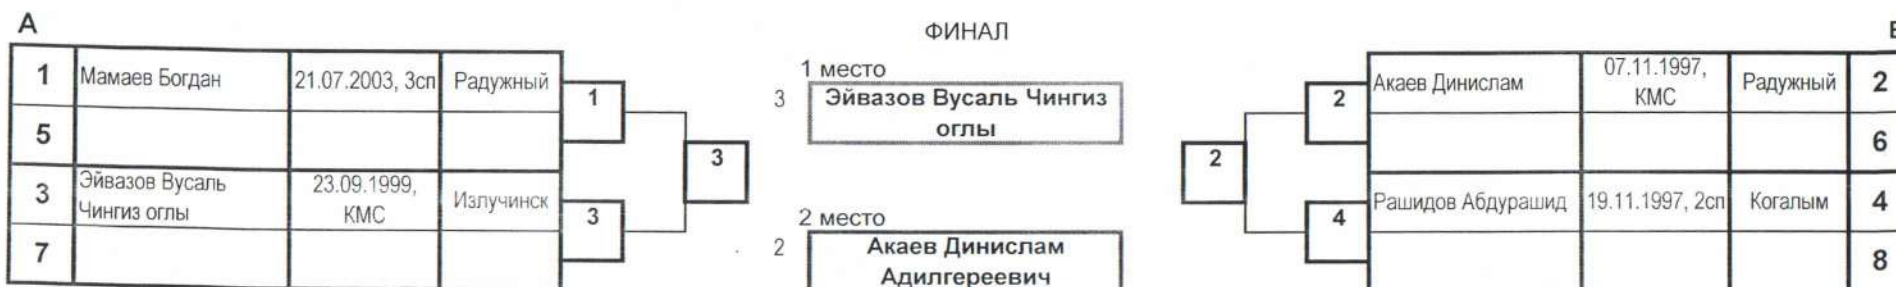 А
ФИНАЛ
1 Мамаев Богдан 21.07.2003, 3сп Радужный
5
3 Эйвазов Вусаль Чингиз оглы 23.09.1999, КМС Излучинск
7
1
3
3
1 место
3 Эйвазов Вусаль Чингиз
оглы
2 место
2 Акаев Динислам
Адилгереевич
2
2
4
Акаев Динислам 07.11.1997, КМС Радужный 2
6
Рашидов Абдурашид 19.11.1997, 2сп Когалым 4
8